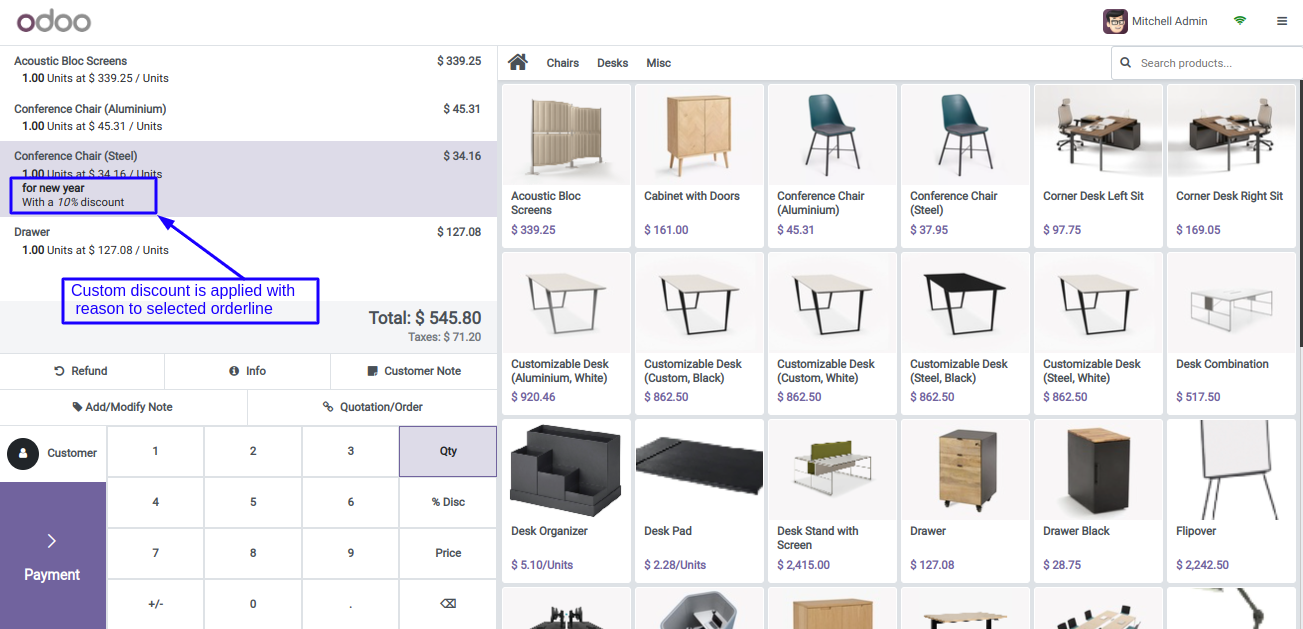 odoo
Mitchell Admin
Acoustic Bloc Screens $ 339.25
1.00 Units at $ 339.25 / Units
Conference Chair (Aluminium) $ 45.31
1.00 Units at $ 45.31 / Units
Conference Chair (Steel) $ 34.16
1.00 Units at $ 34.16 / Units
for new year
With a 10% discount
Drawer $ 127.08
1.00 Units at $ 127.08 / Units
Custom discount is applied with
reason to selected orderline
Total: $ 545.80
Taxes: $ 71.20
Refund Info Customer Note
Add/Modify Note Quotation/Order
Customer 1 2 3 Qty
4 5 6 % Disc
7 8 9 Price
+/- 0 .
Payment
Chairs Desks Misc Search products...
Acoustic Bloc
Screens
$ 339.25
Cabinet with Doors
$ 161.00
Conference Chair
(Aluminium)
$ 45.31
Conference Chair
(Steel)
$ 37.95
Corner Desk Left Sit
$ 97.75
Corner Desk Right Sit
$ 169.05
Customizable Desk
(Aluminium, White)
$ 920.46
Customizable Desk
(Custom, Black)
$ 862.50
Customizable Desk
(Custom, White)
$ 862.50
Customizable Desk
(Steel, Black)
$ 862.50
Customizable Desk
(Steel, White)
$ 862.50
Desk Combination
$ 517.50
Desk Organizer
$ 5.10/Units
Desk Pad
$ 2.28/Units
Desk Stand with
Screen
$ 2,415.00
Drawer
$ 127.08
Drawer Black
$ 28.75
Flipover
$ 2,242.50